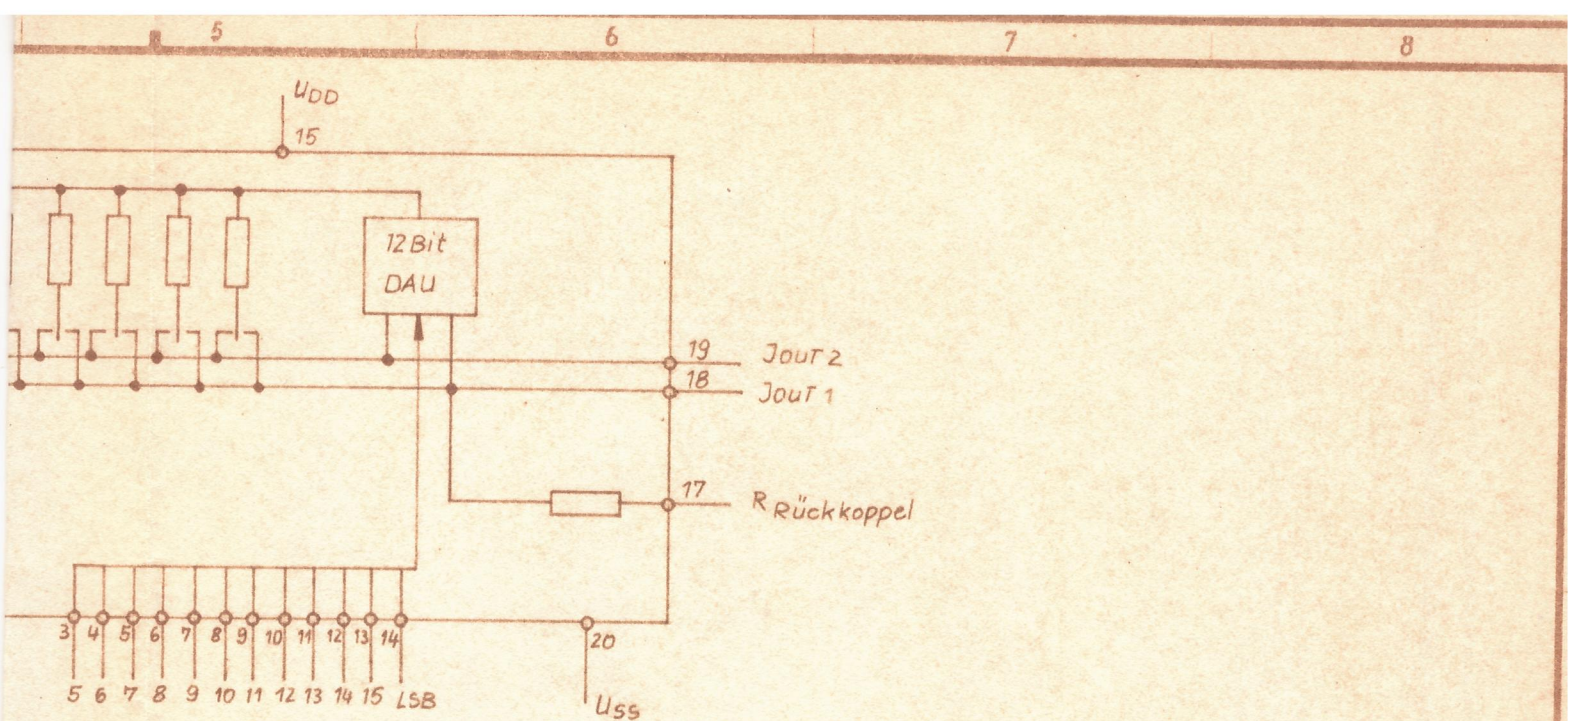 5 6 7 8
UDD
15
12Bit
DAU
19 JOUT 2
18 JOUT 1
17 R Rückkoppel
3 4 5 6 7 8 9 10 11 12 13 14 20
5 6 7 8 9 10 11 12 13 14 15 LSB
USS